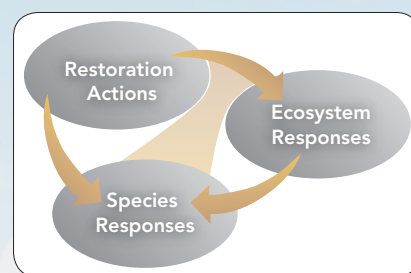 Restoration
Actions
Ecosystem
Responses
Species
Responses